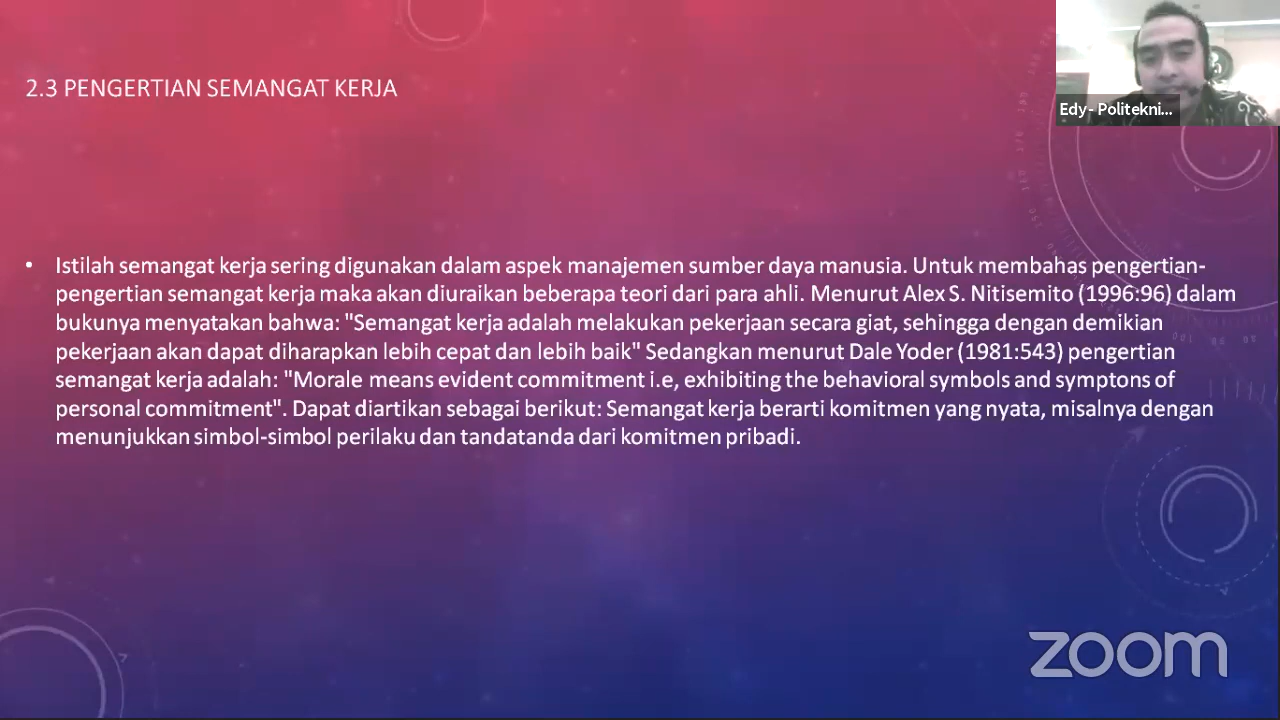 2.3 PENGERTIAN SEMANGAT KERJA
Edy- Politekni...
• Istilah semangat kerja sering digunakan dalam aspek manajemen sumber daya manusia. Untuk membahas pengertian-
pengertian semangat kerja maka akan diuraikan beberapa teori dari para ahli. Menurut Alex S. Nitisemito (1996:96) dalam
bukunya menyatakan bahwa: "Semangat kerja adalah melakukan pekerjaan secara giat, sehingga dengan demikian
pekerjaan akan dapat diharapkan lebih cepat dan lebih baik" Sedangkan menurut Dale Yoder (1981:543) pengertian
semangat kerja adalah: "Morale means evident commitment i.e, exhibiting the behavioral symbols and symptons of
personal commitment". Dapat diartikan sebagai berikut: Semangat kerja berarti komitmen yang nyata, misalnya dengan
menunjukkan simbol-simbol perilaku dan tandatanda dari komitmen pribadi.
zoom